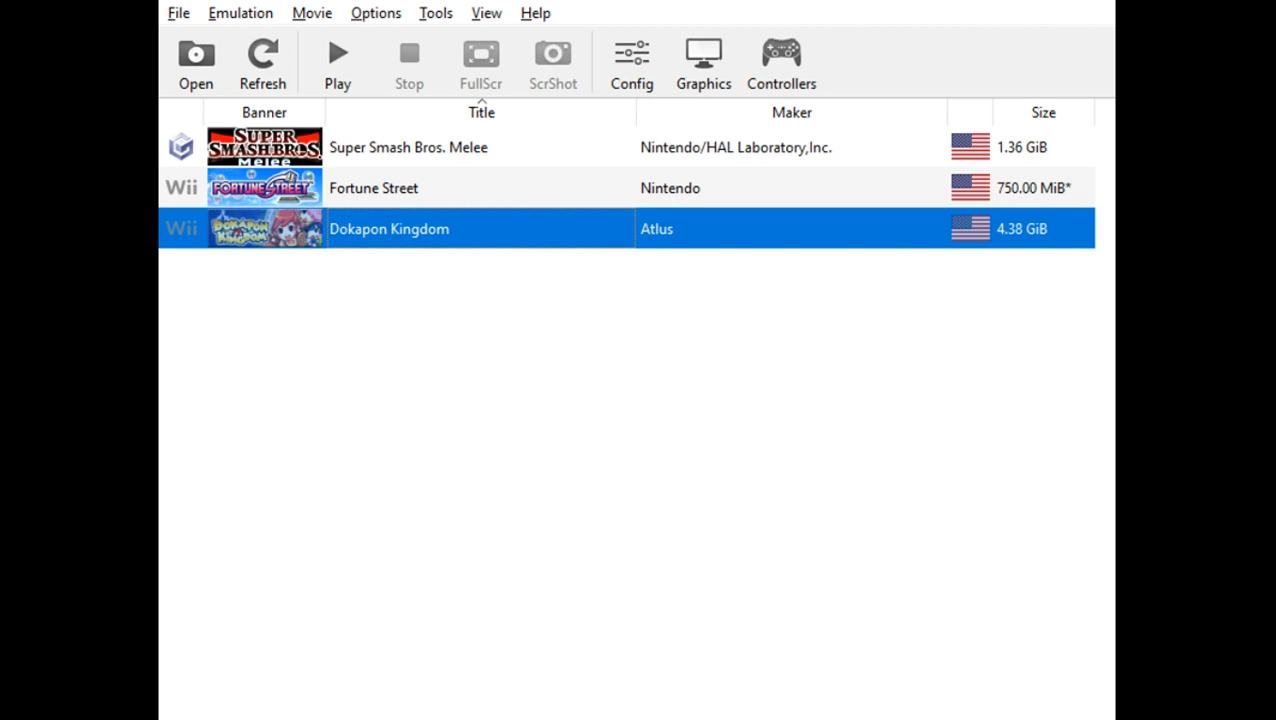 File Emulation Movie Options Tools View Help
Open Refresh Play Stop FullScr ScrShot Config Graphics Controllers
Banner Title Maker Size
SUPER SMASH BROS. Melee Super Smash Bros. Melee Nintendo/HAL Laboratory,Inc. 1.36 GiB
Wii FORTUNE STREET Fortune Street Nintendo 750.00 MiB*
Wii DOKAPON KINGDOM Dokapon Kingdom Atlus 4.38 GiB